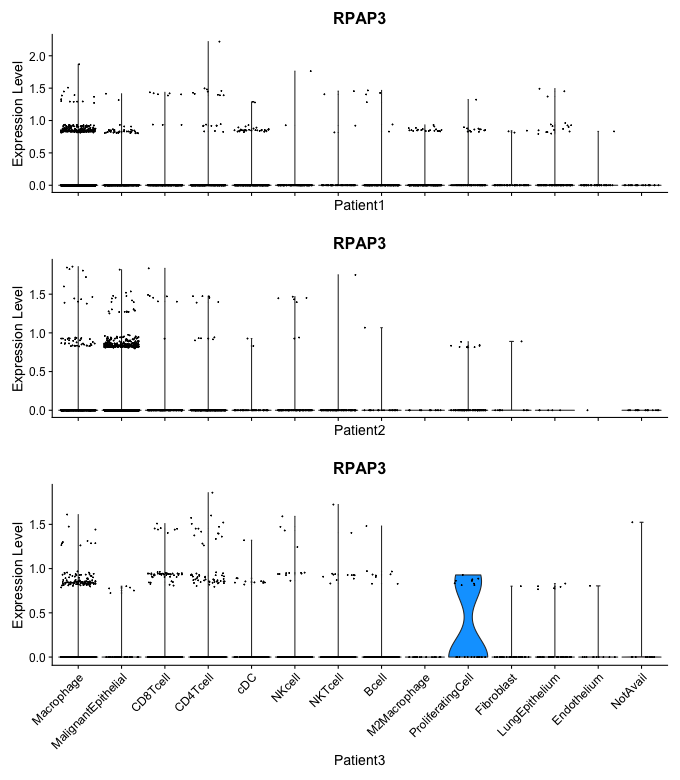 RPAP3
Expression Level
2.0
1.5
1.0
0.5
0.0
Patient1
RPAP3
Expression Level
1.5
1.0
0.5
0.0
Patient2
RPAP3
Expression Level
1.5
1.0
0.5
0.0
Macrophage
MalignantEpithelial
CD8Tcell
CD4Tcell
cDC
NKcell
NKTcell
Bcell
M2Macrophage
ProliferatingCell
Fibroblast
LungEpithelium
Endothelium
NotAvail
Patient3